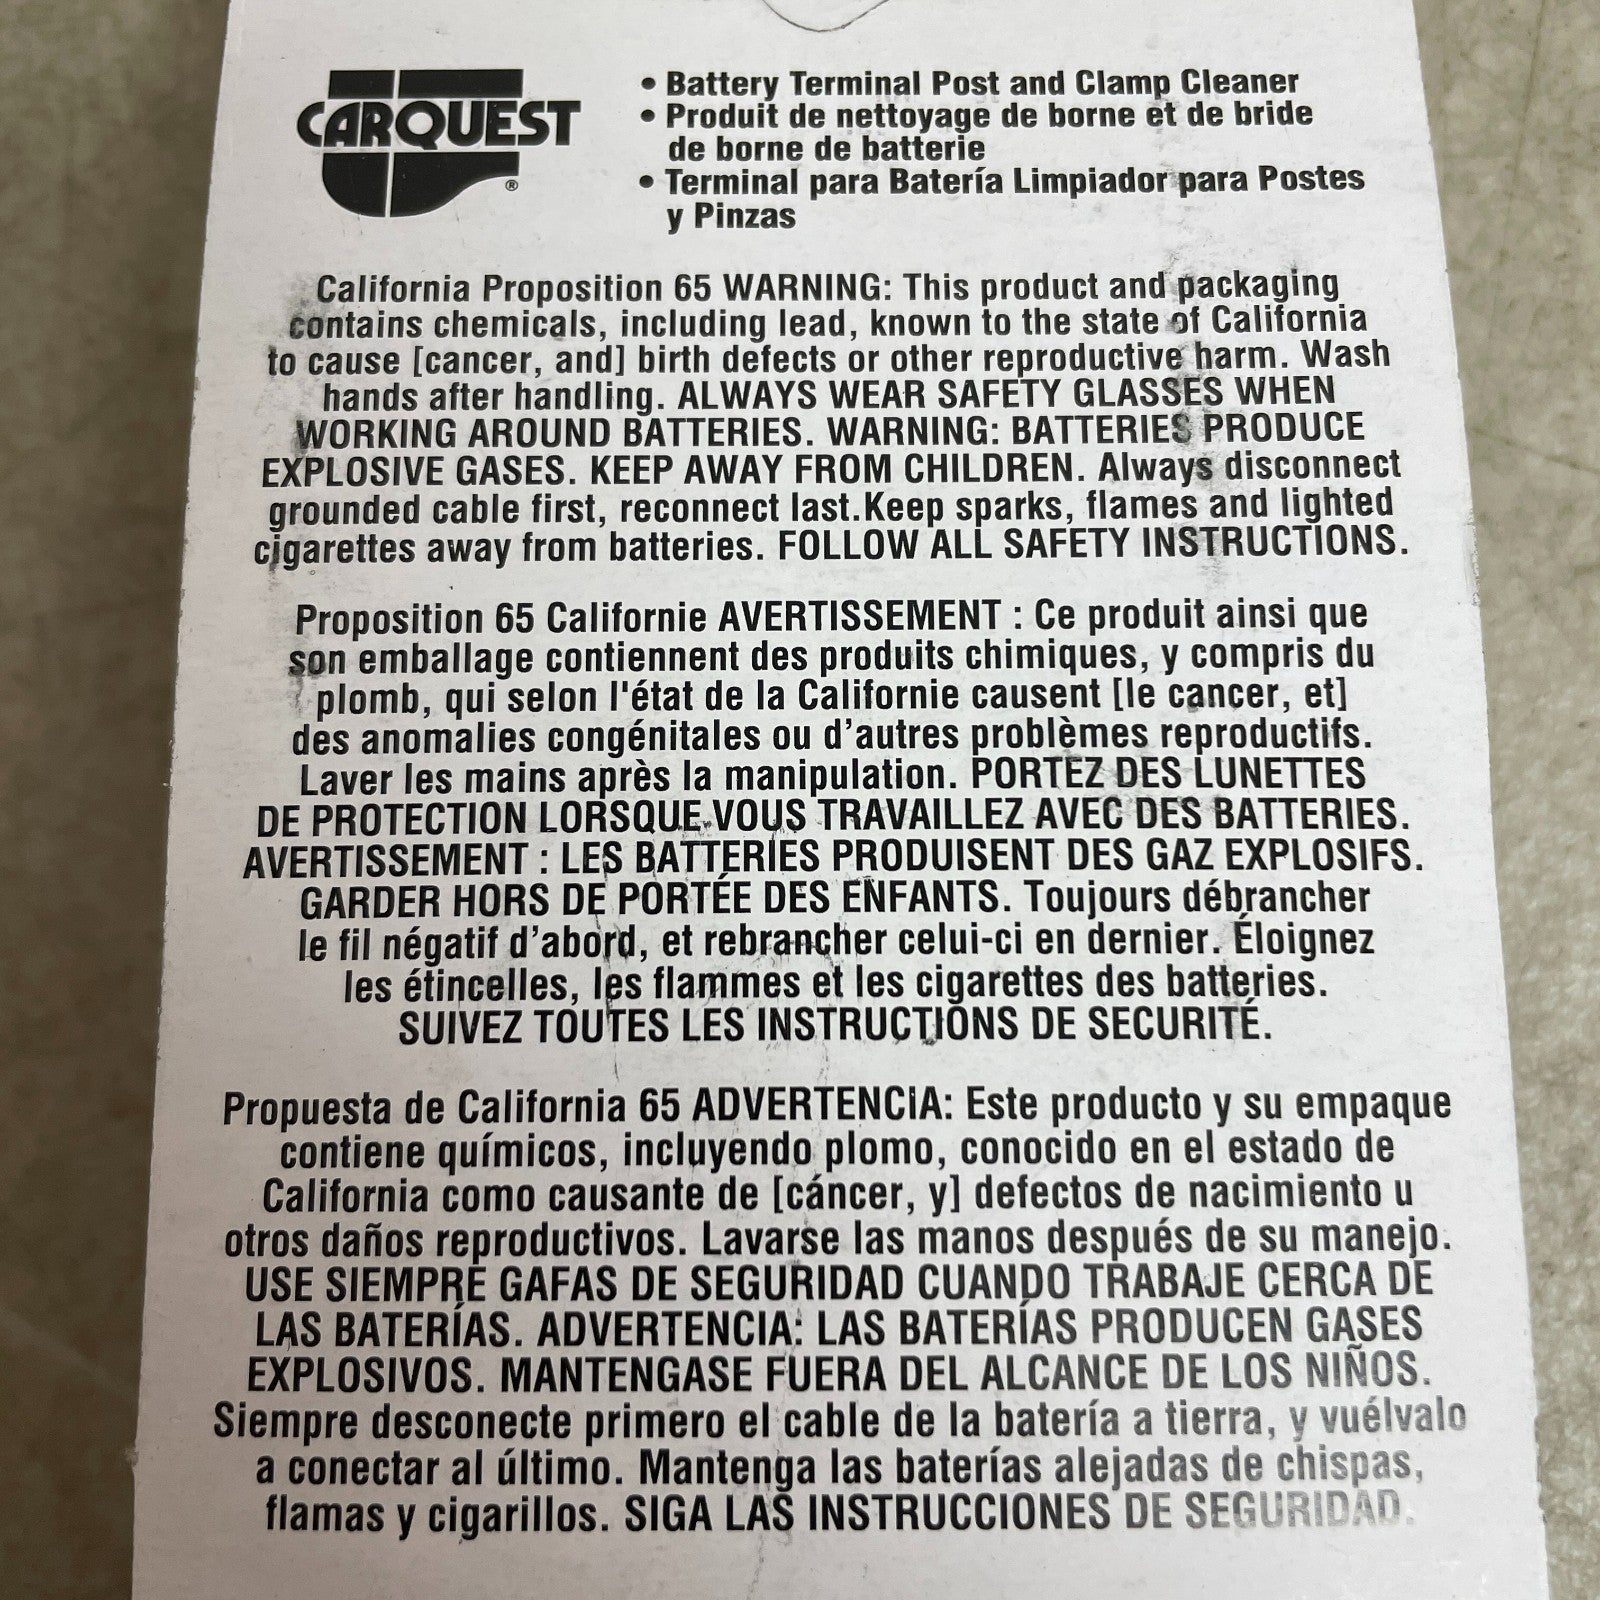 CARQUEST
®
• Battery Terminal Post and Clamp Cleaner
• Produit de nettoyage de borne et de bride
de borne de batterie
• Terminal para Batería Limpiador para Postes
y Pinzas
California Proposition 65 WARNING: This product and packaging
contains chemicals, including lead, known to the state of California
to cause [cancer, and] birth defects or other reproductive harm. Wash
hands after handling. ALWAYS WEAR SAFETY GLASSES WHEN
WORKING AROUND BATTERIES. WARNING: BATTERIES PRODUCE
EXPLOSIVE GASES. KEEP AWAY FROM CHILDREN. Always disconnect
grounded cable first, reconnect last.Keep sparks, flames and lighted
cigarettes away from batteries. FOLLOW ALL SAFETY INSTRUCTIONS.
Proposition 65 Californie AVERTISSEMENT : Ce produit ainsi que
son emballage contiennent des produits chimiques, y compris du
plomb, qui selon l'état de la Californie causent [le cancer, et]
des anomalies congénitales ou d’autres problèmes reproductifs.
Laver les mains après la manipulation. PORTEZ DES LUNETTES
DE PROTECTION LORSQUE VOUS TRAVAILLEZ AVEC DES BATTERIES.
AVERTISSEMENT : LES BATTERIES PRODUISENT DES GAZ EXPLOSIFS.
GARDER HORS DE PORTÉE DES ENFANTS. Toujours débrancher
le fil négatif d’abord, et rebrancher celui-ci en dernier. Éloignez
les étincelles, les flammes et les cigarettes des batteries.
SUIVEZ TOUTES LES INSTRUCTIONS DE SECURITÉ.
Propuesta de California 65 ADVERTENCIA: Este producto y su empaque
contiene químicos, incluyendo plomo, conocido en el estado de
California como causante de [cáncer, y] defectos de nacimiento u
otros daños reproductivos. Lavarse las manos después de su manejo.
USE SIEMPRE GAFAS DE SEGURIDAD CUANDO TRABAJE CERCA DE
LAS BATERÍAS. ADVERTENCIA: LAS BATERÍAS PRODUCEN GASES
EXPLOSIVOS. MANTENGASE FUERA DEL ALCANCE DE LOS NIÑOS.
Siempre desconecte primero el cable de la batería a tierra, y vuélvalo
a conectar al último. Mantenga las baterías alejadas de chispas,
flamas y cigarillos. SIGA LAS INSTRUCCIONES DE SEGURIDAD.